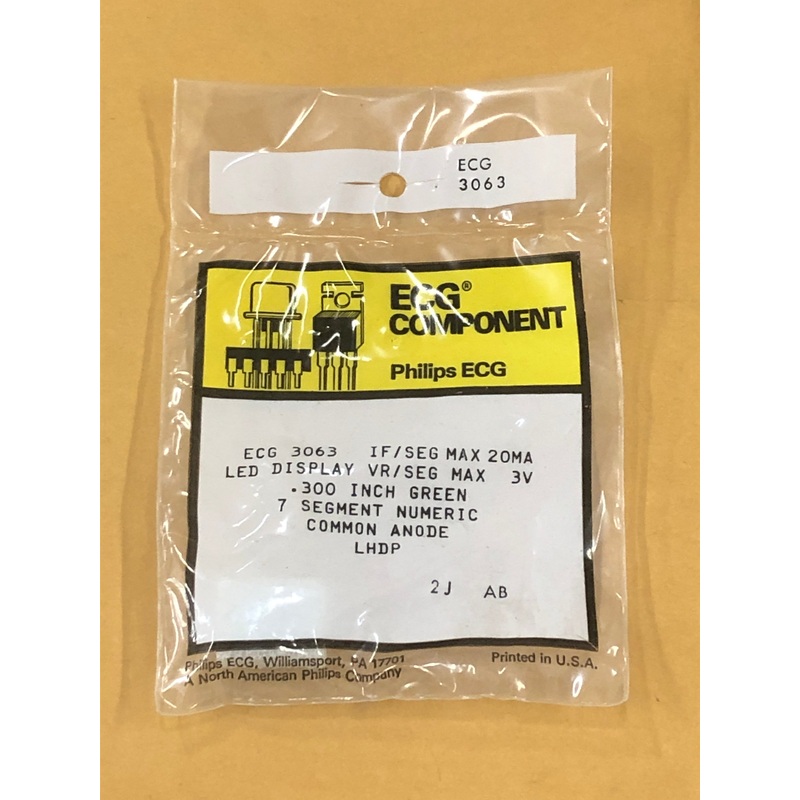 ECG
3063
ECG®
COMPONENT
Philips ECG
ECG 3063 IF/SEG MAX 20MA
LED DISPLAY VR/SEG MAX 3V
.300 INCH GREEN
7 SEGMENT NUMERIC
COMMON ANODE
LHDP
2J AB
Philips ECG, Williamsport, PA 17701
A North American Philips Company
Printed in U.S.A.